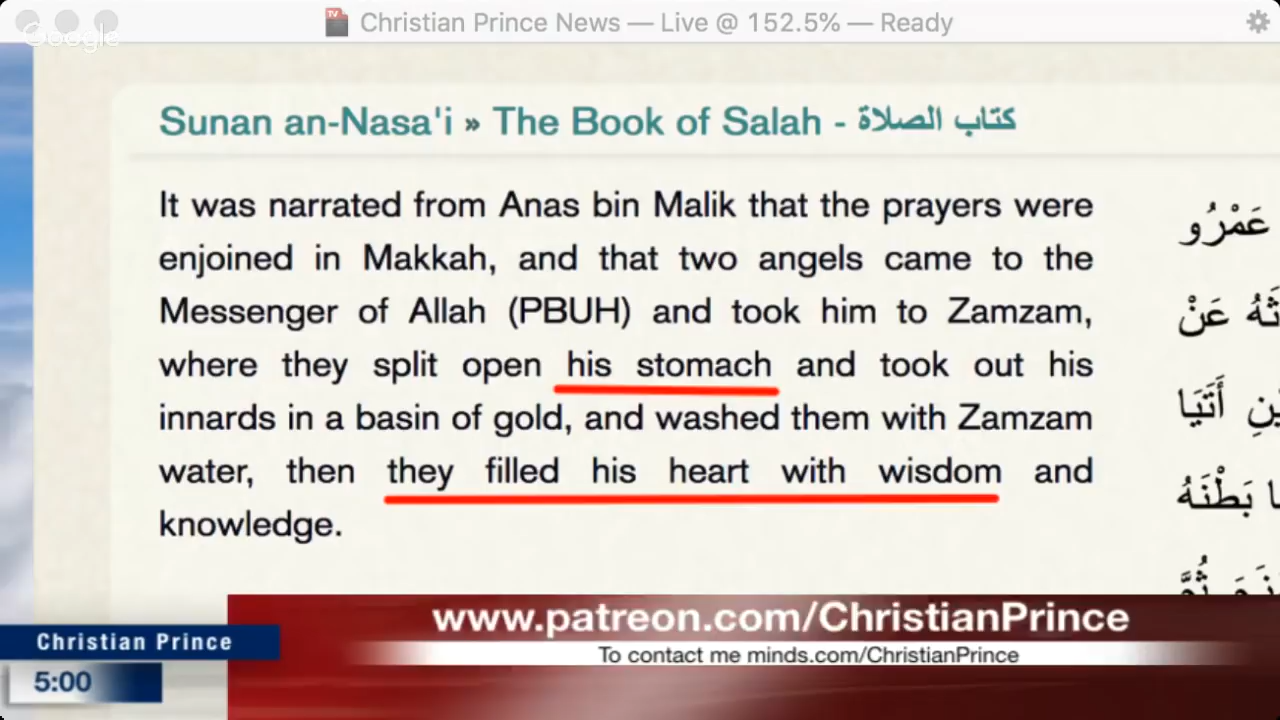 Christian Prince News — Live @ 152.5% — Ready
Google
Sunan an-Nasa'i » The Book of Salah - كتاب الصلاة
It was narrated from Anas bin Malik that the prayers were
enjoined in Makkah, and that two angels came to the
Messenger of Allah (PBUH) and took him to Zamzam,
where they split open his stomach and took out his
innards in a basin of gold, and washed them with Zamzam
water, then they filled his heart with wisdom and
knowledge.
عَمْرُو
ثَهُ عَنْ
أَتَيَا
بَطْنَهُ
www.patreon.com/ChristianPrince
To contact me minds.com/ChristianPrince
Christian Prince
5:00